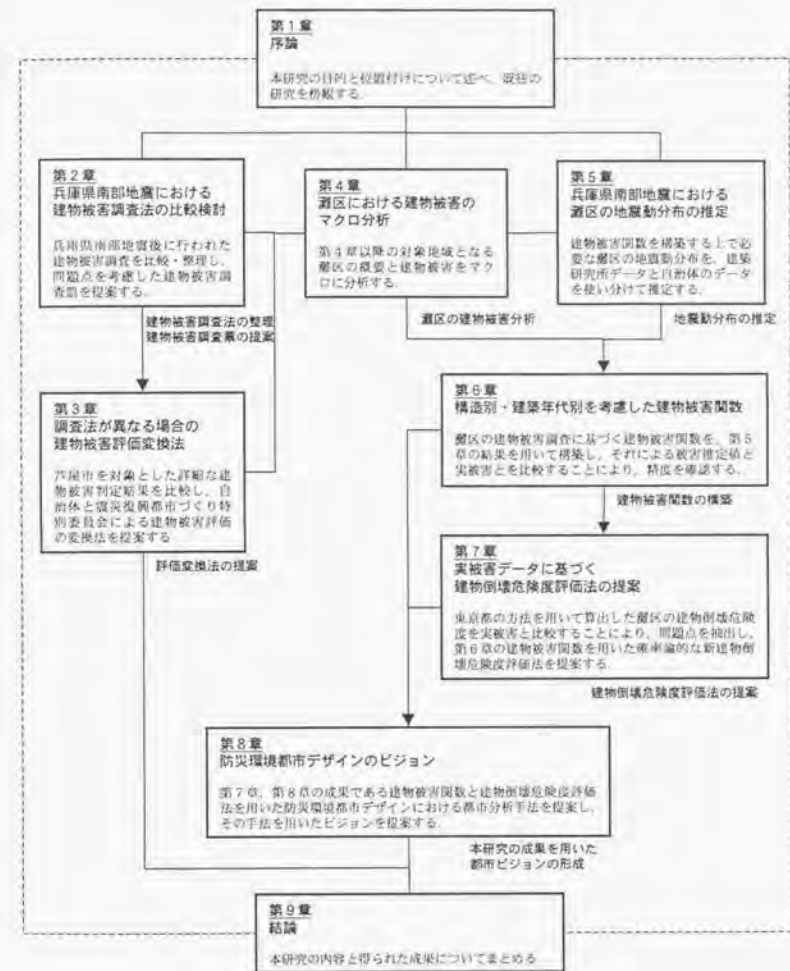 第1章
序論
本研究の目的と位置付けについて述べ、既往の
研究を傍観する.
第2章
兵庫県南部地震における
建物被害調査法の比較検討
兵庫県南部地震後に行われた
建物被害調査を比較・整理し、
問題点を考慮した建物被害調
査票を提案する.
第4章
灘区における建物被害の
マクロ分析
第4章以降の対象地域となる
灘区の概要と建物被害をマク
ロに分析する.
第5章
兵庫県南部地震における
灘区の地震動分布の推定
建物被害関数を構築する上で必
要な灘区の地震動分布を、建築
研究所データと自治体のデータ
を使い分けて推定する.
建物被害調査法の整理
建物被害調査票の提案
灘区の建物被害分析
地震動分布の推定
第3章
調査法が異なる場合の
建物被害評価変換法
芦屋市を対象とした詳細な建
物被害判定結果を比較し、自
治体と震災復興都市づくり特
別委員会による建物被害評価
の変換法を提案する
評価変換法の提案
第6章
構造別・建築年代別を考慮した建物被害関数
灘区の建物被害調査に基づく建物被害関数を、第5
章の結果を用いて構築し、それによる被害推定値と
実被害とを比較することにより、精度を確認する.
建物被害関数の構築
第7章
実被害データに基づく
建物倒壊危険度評価法の提案
東京都の方法を用いて算出した灘区の建物倒壊危険
度を実被害と比較することにより、問題点を抽出し、
第6章の建物被害関数を用いた確率論的な新建物倒
壊危険度評価法を提案する.
建物倒壊危険度評価法の提案
第8章
防災環境都市デザインのビジョン
第7章、第8章の成果である建物被害関数と建物倒壊危険度評価
法を用いた防災環境都市デザインにおける都市分析手法を提案し、
その手法を用いたビジョンを提案する.
本研究の成果を用いた
都市ビジョンの形成
第9章
結論
本研究の内容と得られた成果についてまとめる